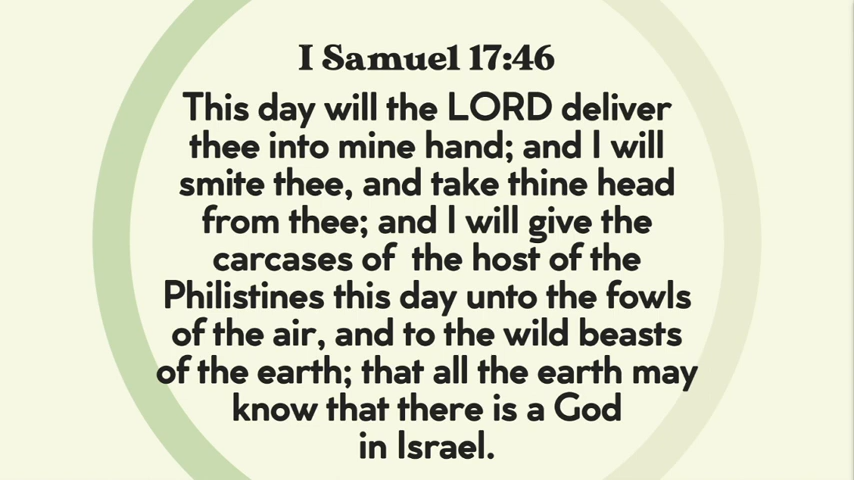 I Samuel 17:46
This day will the LORD deliver
thee into mine hand; and I will
smite thee, and take thine head
from thee; and I will give the
carcases of the host of the
Philistines this day unto the fowls
of the air, and to the wild beasts
of the earth; that all the earth may
know that there is a God
in Israel.